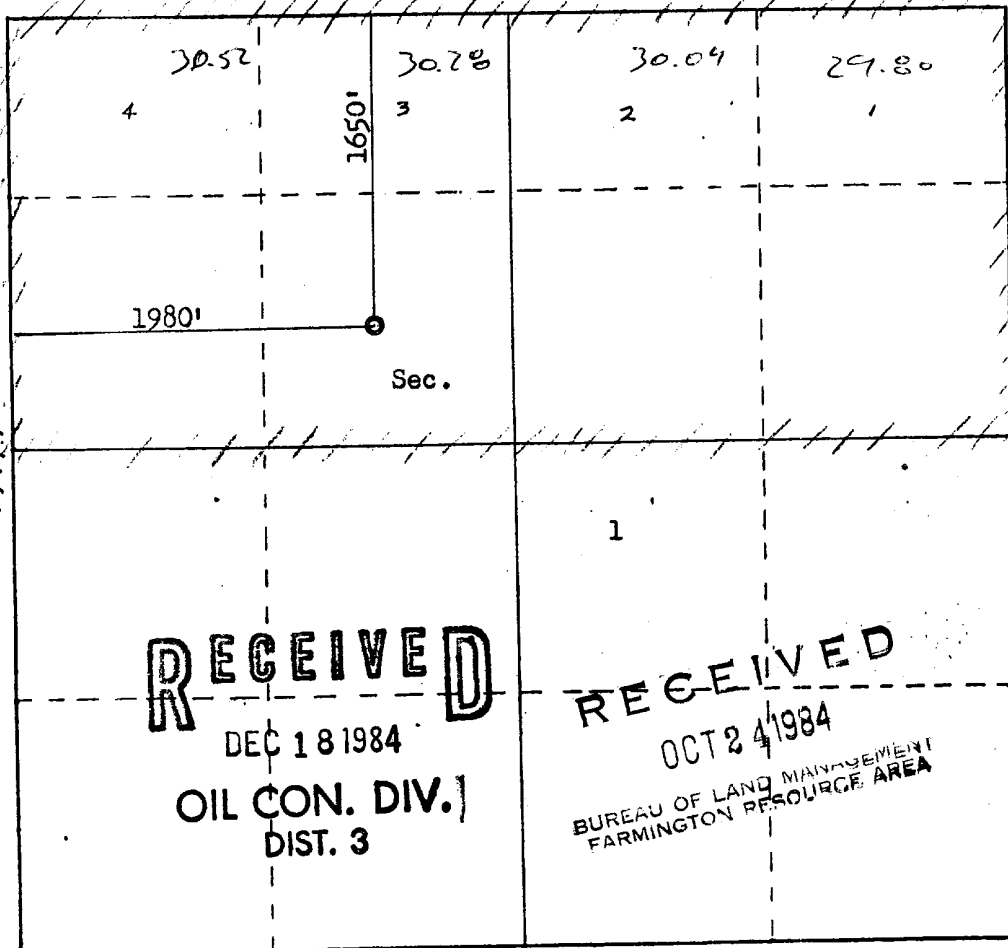 30.52 30.28 30.04 29.80
4 3 2 1
1650'
1980'
Sec.
1
RECEIVED
DEC 18 1984
OIL CON. DIV.
DIST. 3
RECEIVED
OCT 24 1984
BUREAU OF LAND MANAGEMENT
FARMINGTON RESOURCE AREA